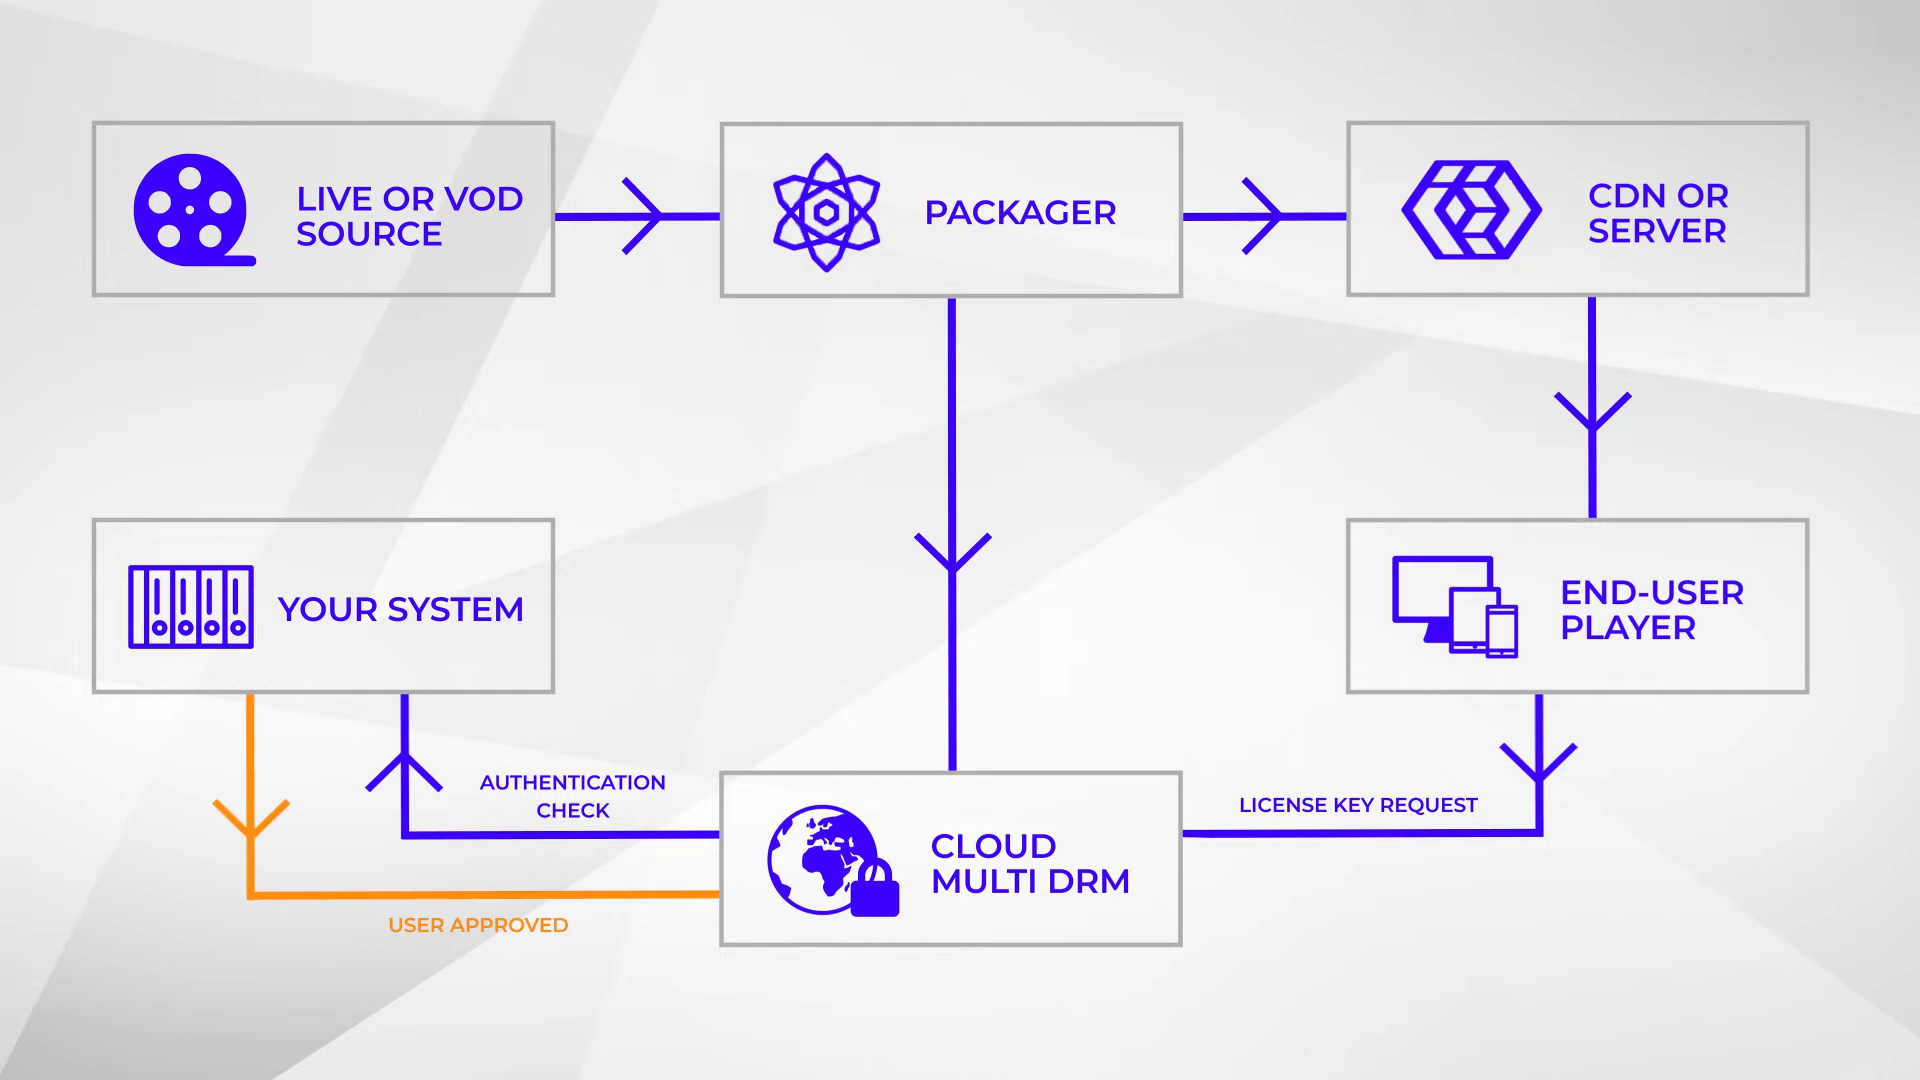 LIVE OR VOD
SOURCE
PACKAGER
CDN OR
SERVER
YOUR SYSTEM
END-USER
PLAYER
AUTHENTICATION
CHECK
LICENSE KEY REQUEST
CLOUD
MULTI DRM
USER APPROVED